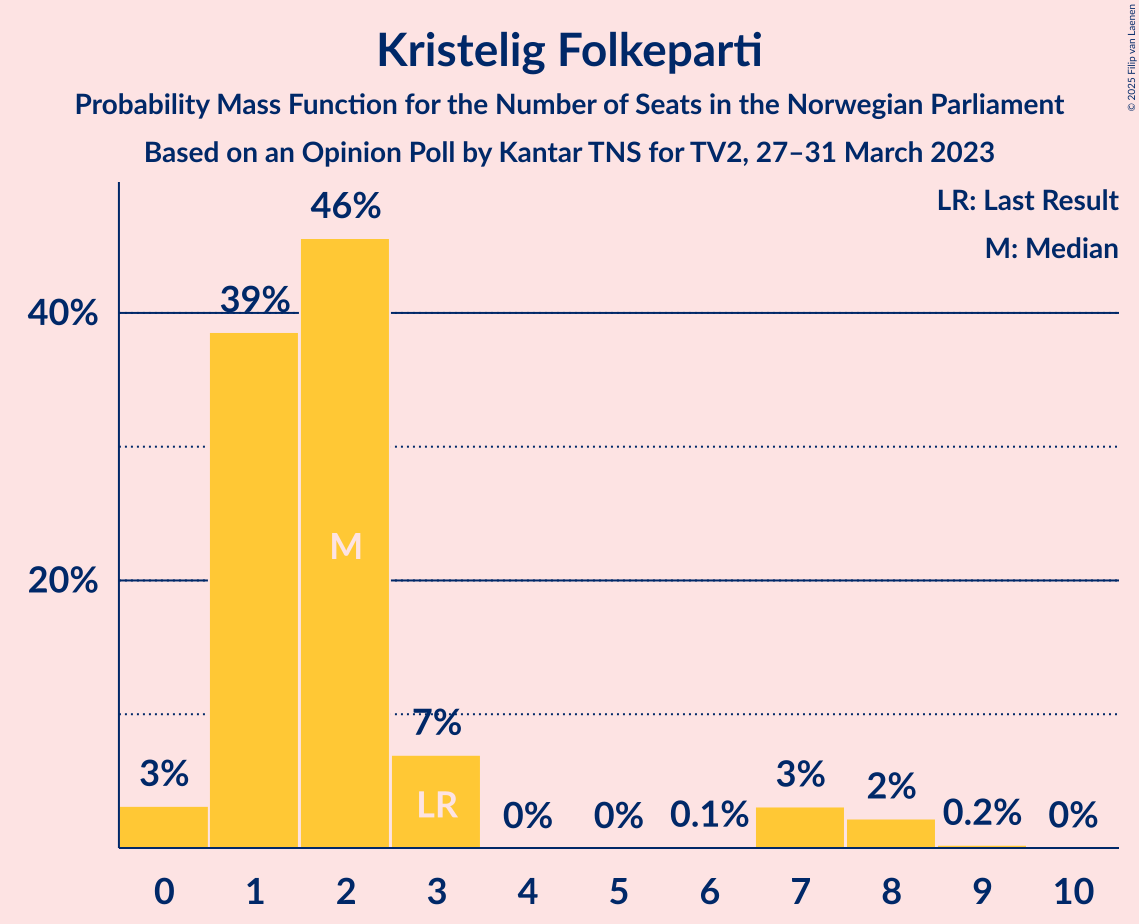 Kristelig Folkeparti
Probability Mass Function for the Number of Seats in the Norwegian Parliament
Based on an Opinion Poll by Kantar TNS for TV2, 27–31 March 2023
© 2025 Filip van Laenen
LR: Last Result
M: Median
46%
39%
40%
M
20%
7%
3%
LR
0%
0%
0.1%
3%
2%
0.2%
0%
0 1 2 3 4 5 6 7 8 9 10